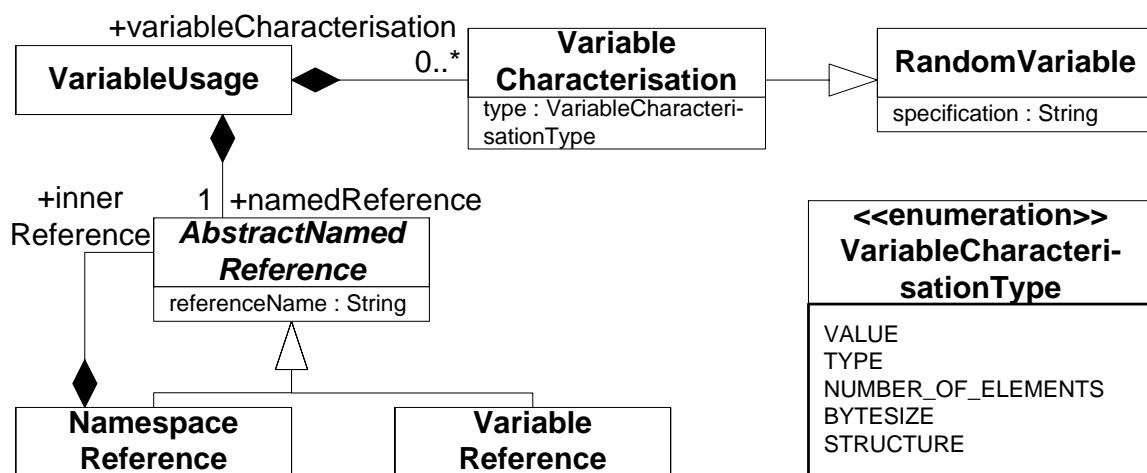 +variableCharacterisation
0..*
VariableUsage
Variable
Characterisation
type : VariableCharacteri-
sationType
RandomVariable
specification : String
+inner
Reference
1
+namedReference
AbstractNamed
Reference
referenceName : String
<<enumeration>>
VariableCharacteri-
sationType
VALUE
TYPE
NUMBER_OF_ELEMENTS
BYTESIZE
STRUCTURE
Namespace
Reference
Variable
Reference